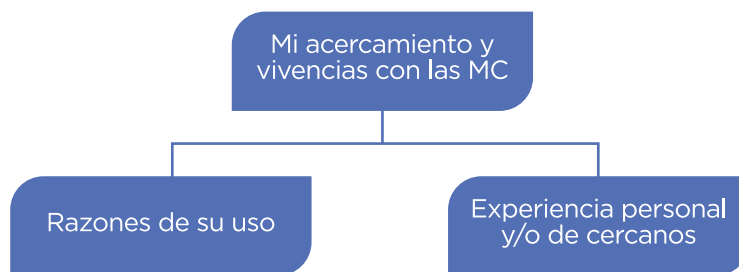 Mi acercamiento y
vivencias con las MC
Razones de su uso
Experiencia personal
y/o de cercanos